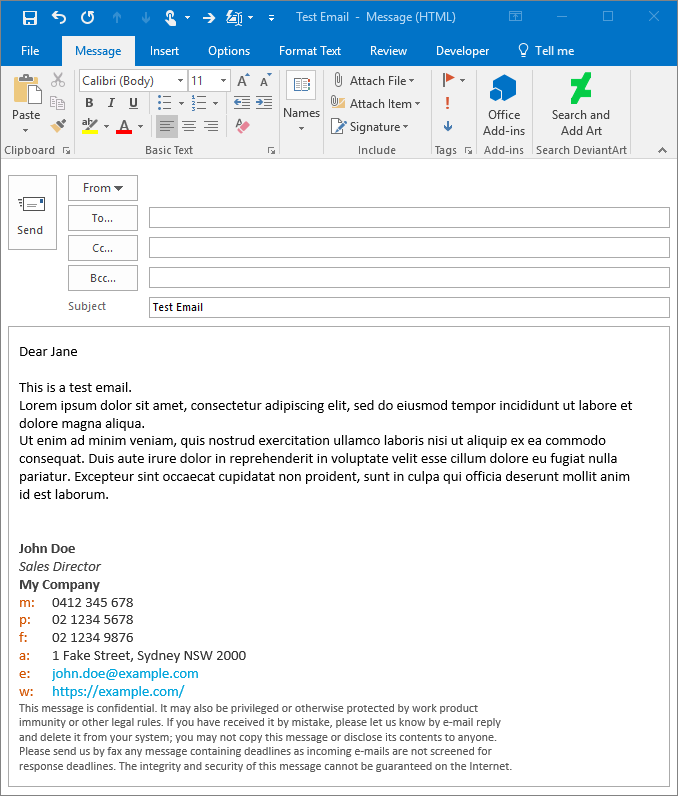 Test Email - Message (HTML)
File Message Insert Options Format Text Review Developer Tell me
Calibri (Body) 11
Paste
B I U
ab A
A A
Names
Attach File
Attach Item
Signature
Office
Add-ins
Search and
Add Art
Clipboard Basic Text Include Tags Add-ins Search DeviantArt
Send
From
To...
Cc...
Bcc...
Subject Test Email
Dear Jane
This is a test email.
Lorem ipsum dolor sit amet, consectetur adipiscing elit, sed do eiusmod tempor incididunt ut labore et
dolore magna aliqua.
Ut enim ad minim veniam, quis nostrud exercitation ullamco laboris nisi ut aliquip ex ea commodo
consequat. Duis aute irure dolor in reprehenderit in voluptate velit esse cillum dolore eu fugiat nulla
pariatur. Excepteur sint occaecat cupidatat non proident, sunt in culpa qui officia deserunt mollit anim
id est laborum.
John Doe
Sales Director
My Company
m: 0412 345 678
p: 02 1234 5678
f: 02 1234 9876
a: 1 Fake Street, Sydney NSW 2000
e: john.doe@example.com
w: https://example.com/
This message is confidential. It may also be privileged or otherwise protected by work product
immunity or other legal rules. If you have received it by mistake, please let us know by e-mail reply
and delete it from your system; you may not copy this message or disclose its contents to anyone.
Please send us by fax any message containing deadlines as incoming e-mails are not screened for
response deadlines. The integrity and security of this message cannot be guaranteed on the Internet.